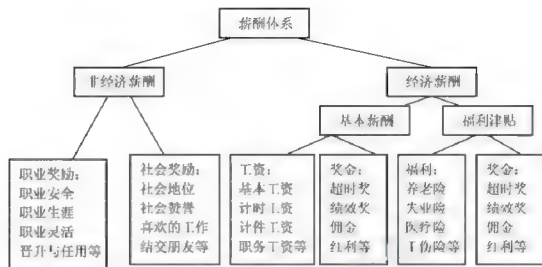 薪酬体系
非经济薪酬
经济薪酬
基本薪酬
福利津贴
职业奖励：
职业安全
职业生涯
职业灵活
晋升与任用等
社会奖励：
社会地位
社会赞誉
喜欢的工作
结交朋友等
工资：
基本工资
计时工资
计件工资
职务工资等
奖金：
超时奖
绩效奖
佣金
红利等
福利：
养老险
失业险
医疗险
工伤险等
奖金：
超时奖
绩效奖
佣金
红利等